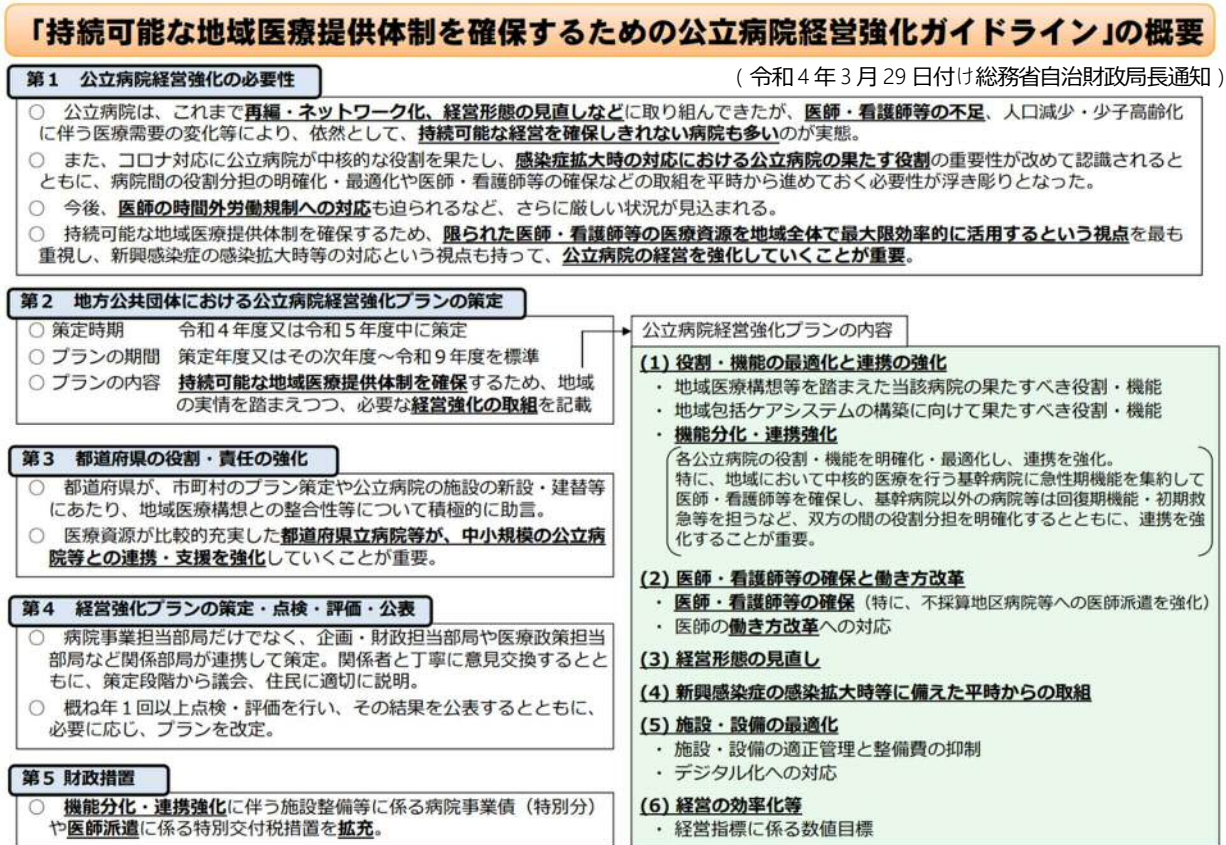 「持続可能な地域医療提供体制を確保するための公立病院経営強化ガイドライン」の概要
(令和4年3月29日付け総務省自治財政局長通知)
第1 公立病院経営強化の必要性
○ 公立病院は、これまで再編・ネットワーク化、経営形態の見直しなどに取り組んできたが、医師・看護師等の不足、人口減少・少子高齢化
に伴う医療需要の変化等により、依然として、持続可能な経営を確保しきれない病院も多いのが実態。
○ また、コロナ対応に公立病院が中核的な役割を果たし、感染症拡大時の対応における公立病院の果たす役割の重要性が改めて認識されると
ともに、病院間の役割分担の明確化・最適化や医師・看護師等の確保などの取組を平時から進めておく必要性が浮き彫りとなった。
○ 今後、医師の時間外労働規制への対応も迫られるなど、さらに厳しい状況が見込まれる。
○ 持続可能な地域医療提供体制を確保するため、限られた医師・看護師等の医療資源を地域全体で最大限効率的に活用するという視点を最も
重視し、新興感染症の感染拡大時等の対応という視点も持って、公立病院の経営を強化していくことが重要。
第2 地方公共団体における公立病院経営強化プランの策定
○ 策定時期 令和4年度又は令和5年度中に策定
○ プランの期間 策定年度又はその次年度~令和9年度を標準
○ プランの内容 持続可能な地域医療提供体制を確保するため、地域
の実情を踏まえつつ、必要な経営強化の取組を記載
第3 都道府県の役割・責任の強化
○ 都道府県が、市町村のプラン策定や公立病院の施設の新設・建替等
にあたり、地域医療構想との整合性等について積極的に助言。
○ 医療資源が比較的充実した都道府県立病院等が、中小規模の公立病
院等との連携・支援を強化していくことが重要。
第4 経営強化プランの策定・点検・評価・公表
○ 病院事業担当部局だけでなく、企画・財政担当部局や医療政策担当
部局など関係部局が連携して策定。関係者と丁寧に意見交換するとと
もに、策定段階から議会、住民に適切に説明。
○ 概ね年1回以上点検・評価を行い、その結果を公表するとともに、
必要に応じ、プランを改定。
第5 財政措置
○ 機能分化・連携強化に伴う施設整備等に係る病院事業債(特別分)
や医師派遣に係る特別交付税措置を拡充。
公立病院経営強化プランの内容
(1) 役割・機能の最適化と連携の強化
・ 地域医療構想等を踏まえた当該病院の果たすべき役割・機能
・ 地域包括ケアシステムの構築に向けて果たすべき役割・機能
・ 機能分化・連携強化
各公立病院の役割・機能を明確化・最適化し、連携を強化。
特に、地域において中核的医療を行う基幹病院に急性期機能を集約して
医師・看護師等を確保し、基幹病院以外の病院等は回復期機能・初期救
急等を担うなど、双方の間の役割分担を明確化するとともに、連携を強
化することが重要。
(2) 医師・看護師等の確保と働き方改革
・ 医師・看護師等の確保(特に、不採算地区病院等への医師派遣を強化)
・ 医師の働き方改革への対応
(3) 経営形態の見直し
(4) 新興感染症の感染拡大時等に備えた平時からの取組
(5) 施設・設備の最適化
・ 施設・設備の適正管理と整備費の抑制
・ デジタル化への対応
(6) 経営の効率化等
・ 経営指標に係る数値目標